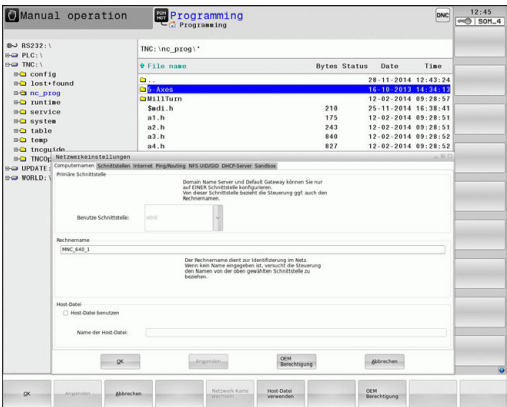 Manual operation
PGM MGT
Programming
Programming
DNC
12:45
SOM_4
RS232:\
PLC:\
TNC:\
config
lost+found
nc_prog
runtime
service
system
table
temp
tncguide
UPDATE:
WORLD:\
TNC:\nc_prog\*
File name Bytes Status Date Time
.. 28-11-2014 12:43:24
5-Axes 16-10-2013 14:34:13
MillTurn 12-02-2014 09:28:57
$mdi.h 210 25-11-2014 16:38:41
a1.h 175 12-02-2014 09:28:51
a2.h 243 12-02-2014 09:28:51
a3.h 840 12-02-2014 09:28:52
a4.h 827 12-02-2014 09:28:52
Netzwerkeinstellungen
Computernamen Schnittstellen Internet Ping/Routing NFS UID/GID DHCP-Server Sandbox
Primäre Schnittstelle
Domain Name Server und Default Gateway können Sie nur
auf EINER Schnittstelle konfigurieren.
Von dieser Schnittstelle bezieht die Steuerung ggf. auch den
Rechnernamen.
Benutze Schnittstelle: eth0
Rechnername
MNC_640_1
Der Rechnername dient zur Identifizierung im Netz.
Wenn kein Name eingegeben ist, versucht die Steuerung
den Namen von der oben gewählten Schnittstelle zu
beziehen.
Host-Datei
Host-Datei benutzen
Name der Host-Datei:
OK Anwenden OEM Berechtigung Abbrechen
OK Anwenden Abbrechen Netzwerk Karte Host-Datei verwenden OEM Berechtigung